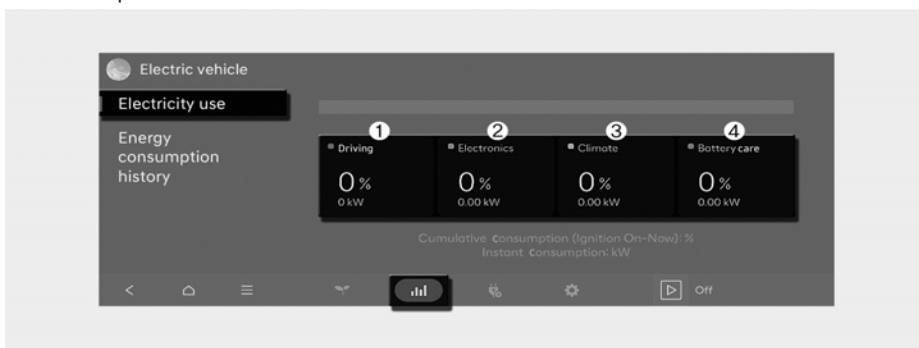 Electric vehicle
Electricity use
Energy
consumption
history
① ② ③ ④
Driving Electronics Climate Battery care
0 % 0 % 0 % 0 %
0 kW 0.00 kW 0.00 kW 0.00 kW
Cumulative consumption (Ignition On-Now): %
Instant consumption: kW
Off